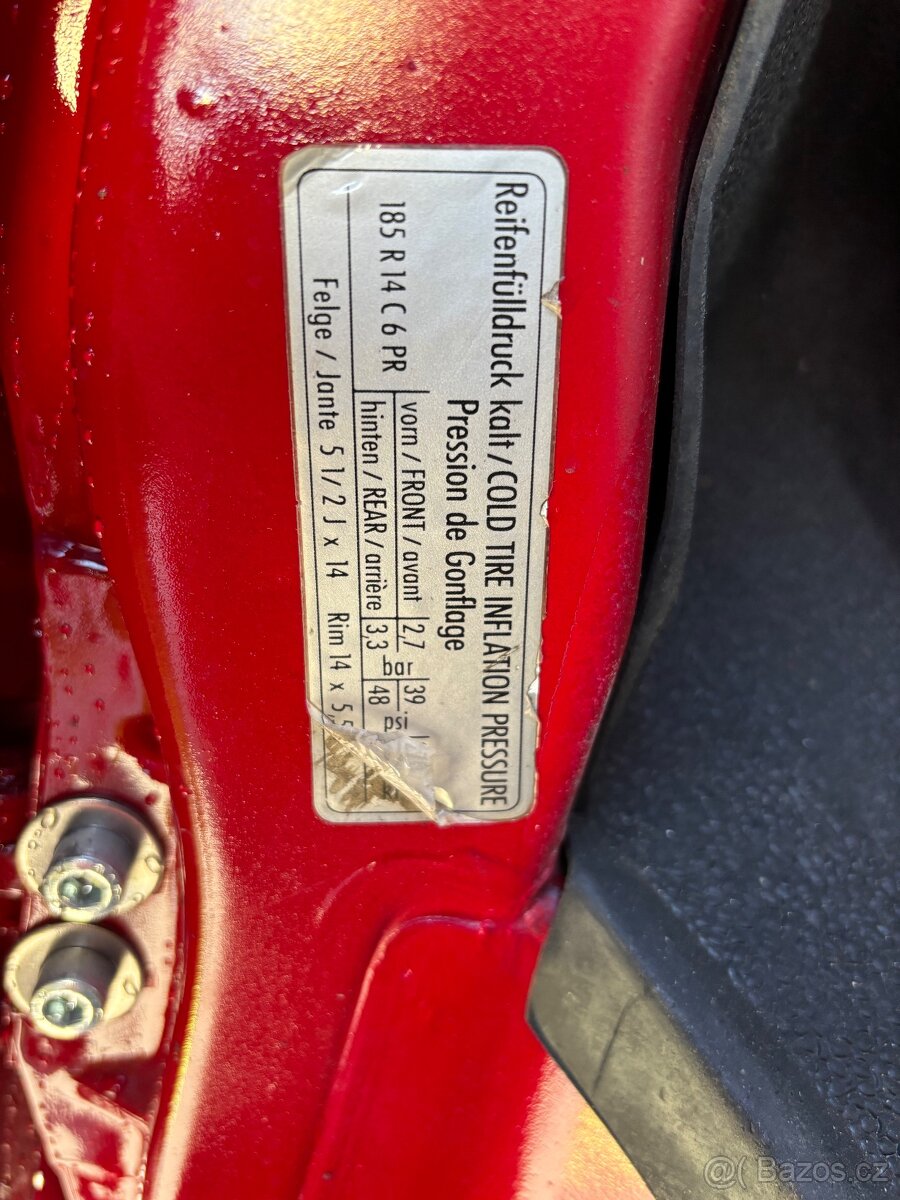 Reifenfülldruck kalt / COLD TIRE INFLATION PRESSURE
Pression de Gonflage
185 R 14 C 6 PR
vorn / FRONT / avant 2,7 bar 39 psi
hinten / REAR / arrière 3,3 48
Felge / Jante 5 1/2 J x 14 Rim 14 x 5,5
Bazos.cz